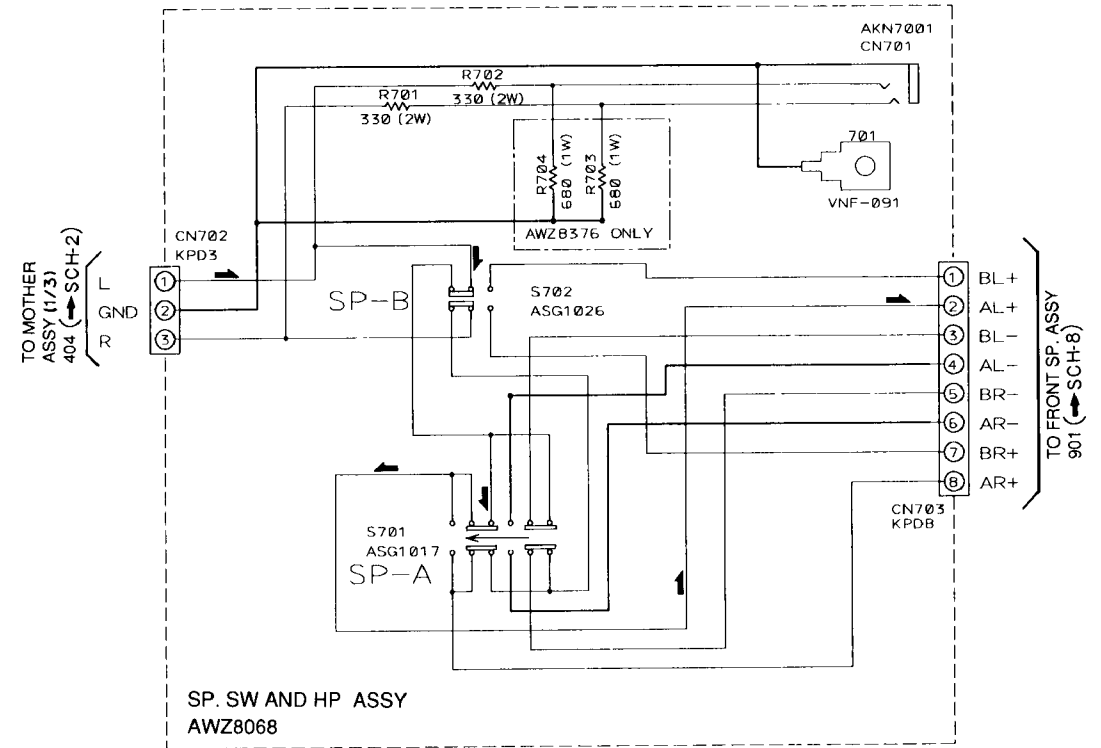 AKN7001
CN701
R702
330 (2W)
R701
330 (2W)
R704
680 (1W)
R703
680 (1W)
AWZ8376 ONLY
701
VNF-091
TO MOTHER
ASSY (1/3)
404 (➡SCH-2)
CN702
KPD3
L
GND
R
1
2
3
SP-B
S702
ASG1026
1 BL+
2 AL+
3 BL-
4 AL-
5 BR-
6 AR-
7 BR+
8 AR+
TO FRONT SP. ASSY
901 (➡SCH-8)
CN703
KPD8
S701
ASG1017
SP-A
SP. SW AND HP ASSY
AWZ8068